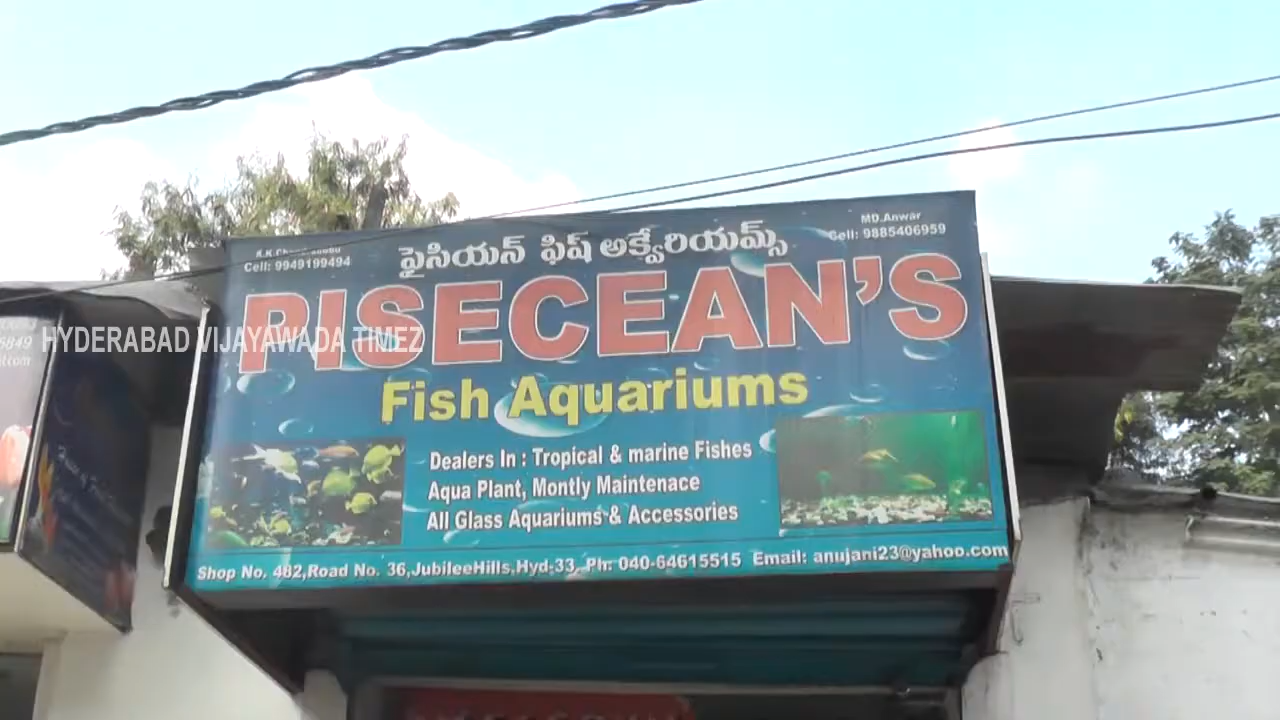 Cell: 9949199494
ఫైసియన్ ఫిష్ అక్వేరియమ్స్
MD.Anwar
Cell: 9885406959
PISECEAN'S
HYDERABAD VIJAYAWADA TIMEZ
Fish Aquariums
Dealers In : Tropical & marine Fishes
Aqua Plant, Montly Maintenace
All Glass Aquariums & Accessories
Shop No. 482,Road No. 36,JubileeHills,Hyd-33, Ph: 040-64615515 Email: anujani23@yahoo.com